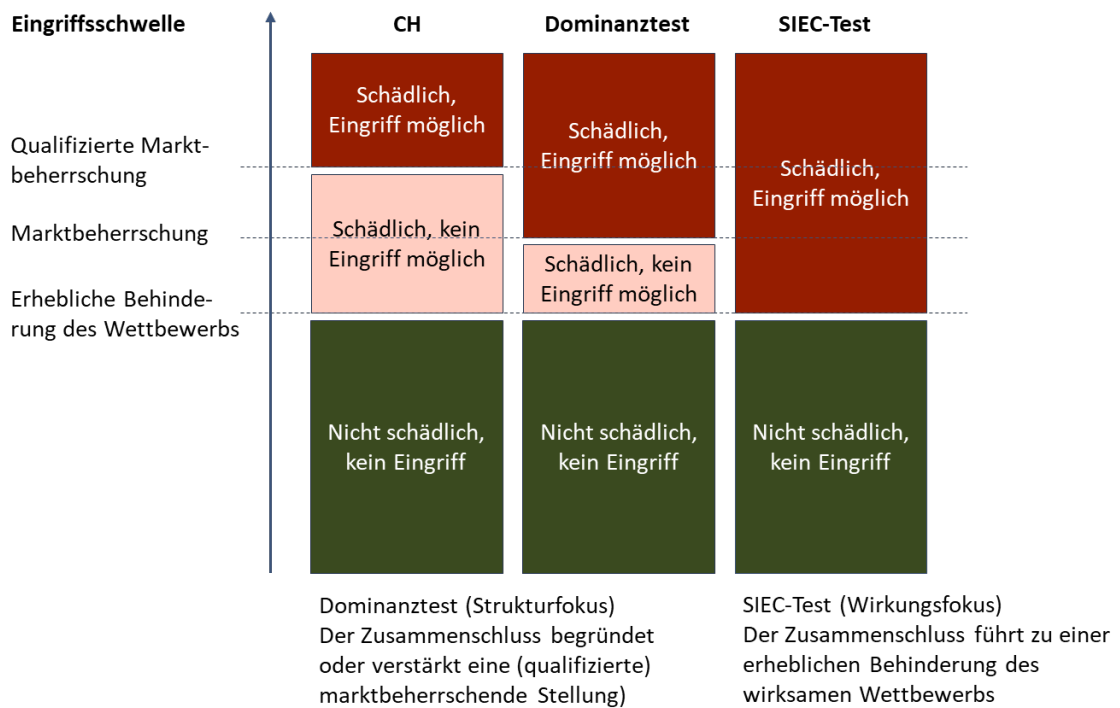 Eingriffsschwelle
CH
Dominanztest
SIEC-Test
Qualifizierte Markt-
beherrschung
Marktbeherrschung
Erhebliche Behinde-
rung des Wettbewerbs
Schädlich,
Eingriff möglich
Schädlich, kein
Eingriff möglich
Nicht schädlich,
kein Eingriff
Schädlich,
Eingriff möglich
Schädlich, kein
Eingriff möglich
Nicht schädlich,
kein Eingriff
Schädlich,
Eingriff möglich
Nicht schädlich,
kein Eingriff
Dominanztest (Strukturfokus)
Der Zusammenschluss begründet
oder verstärkt eine (qualifizierte)
marktbeherrschende Stellung)
SIEC-Test (Wirkungsfokus)
Der Zusammenschluss führt zu einer
erheblichen Behinderung des
wirksamen Wettbewerbs